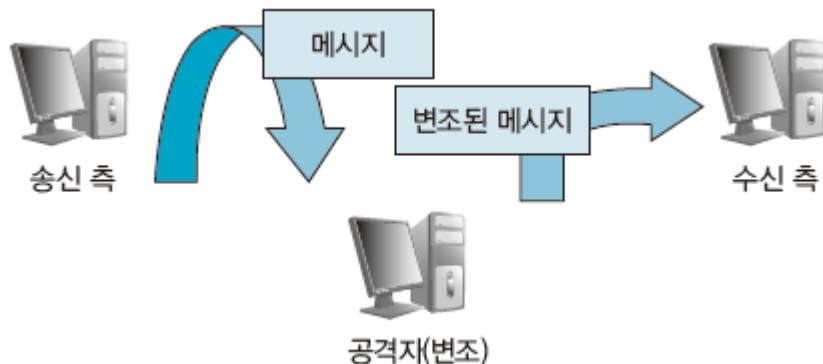 메시지
변조된 메시지
송신 측
수신 측
공격자(변조)